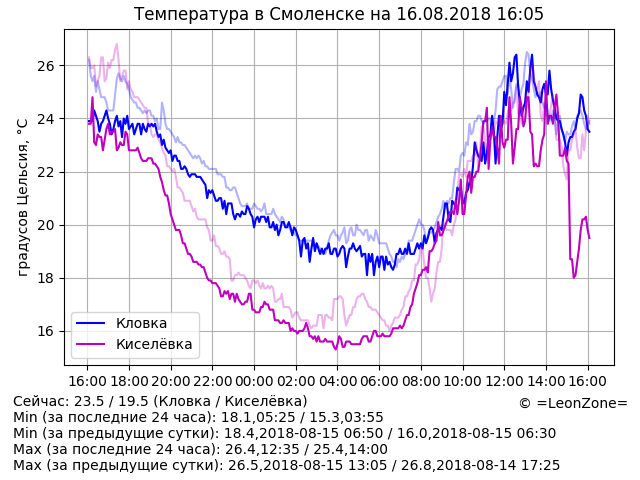 Температура в Смоленске на 16.08.2018 16:05
градусов Цельсия, °C
26
24
22
20
18
16
Кловка
Киселёвка
16:00 18:00 20:00 22:00 00:00 02:00 04:00 06:00 08:00 10:00 12:00 14:00 16:00
Сейчас: 23.5 / 19.5 (Кловка / Киселёвка)
© =LeonZone=
Min (за последние 24 часа): 18.1,05:25 / 15.3,03:55
Min (за предыдущие сутки): 18.4,2018-08-15 06:50 / 16.0,2018-08-15 06:30
Max (за последние 24 часа): 26.4,12:35 / 25.4,14:00
Max (за предыдущие сутки): 26.5,2018-08-15 13:05 / 26.8,2018-08-14 17:25